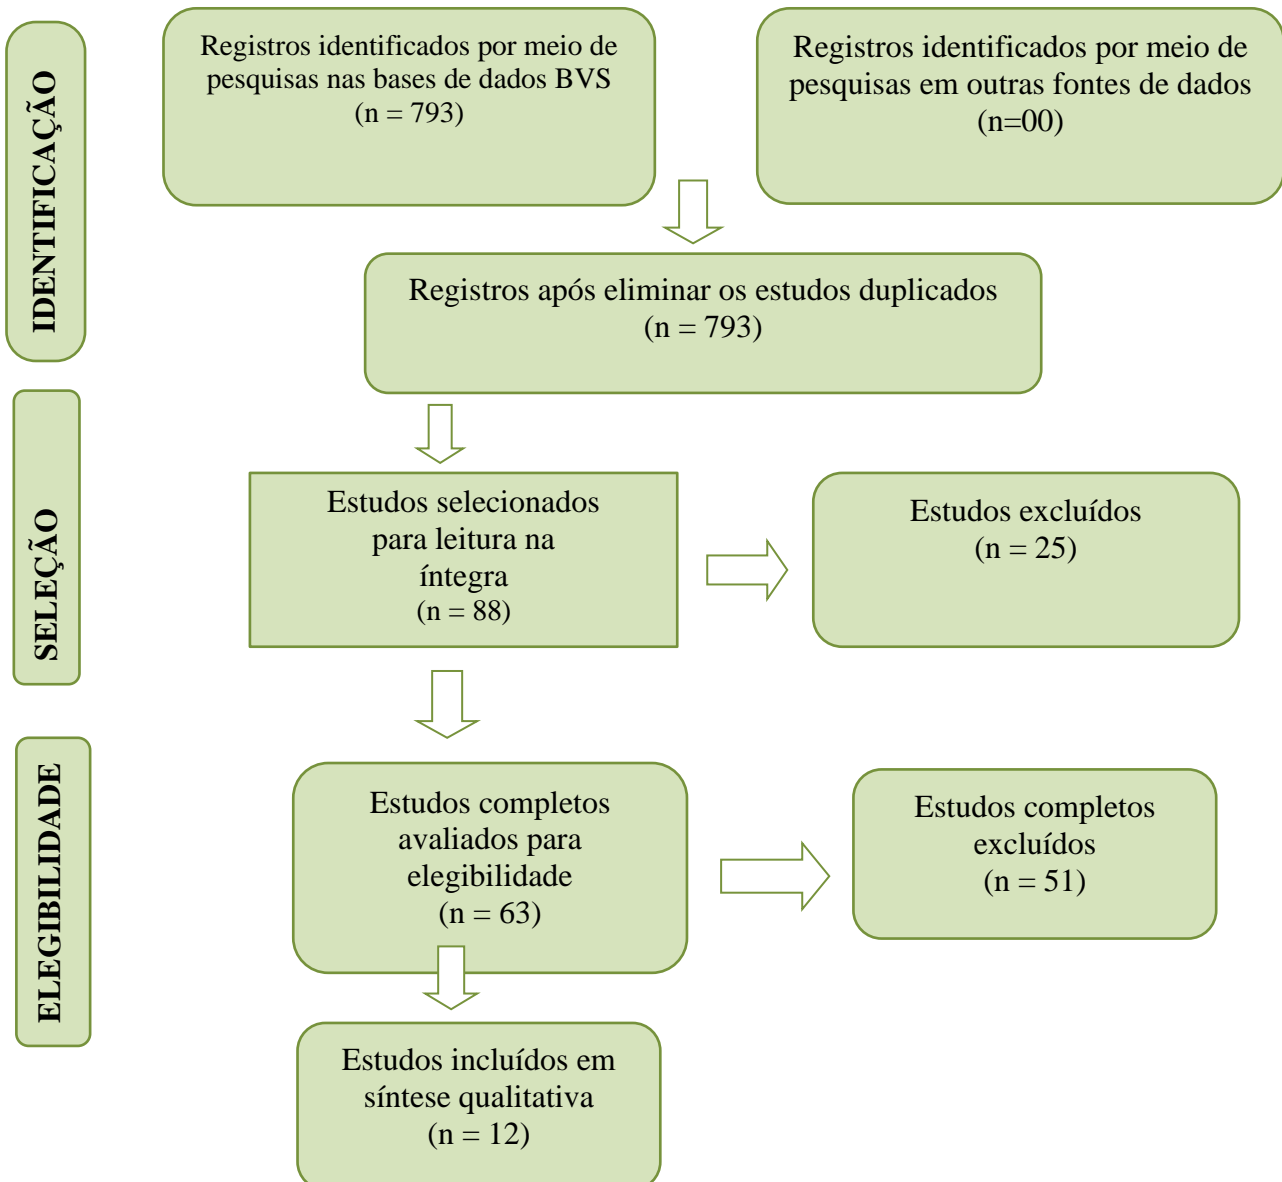 IDENTIFICAÇÃO
Registros identificados por meio de
pesquisas nas bases de dados BVS
(n = 793)
Registros identificados por meio de
pesquisas em outras fontes de dados
(n=00)
Registros após eliminar os estudos duplicados
(n = 793)
SELEÇÃO
Estudos selecionados
para leitura na
íntegra
(n = 88)
Estudos excluídos
(n = 25)
ELEGIBILIDADE
Estudos completos
avaliados para
elegibilidade
(n = 63)
Estudos completos
excluídos
(n = 51)
Estudos incluídos em
síntese qualitativa
(n = 12)